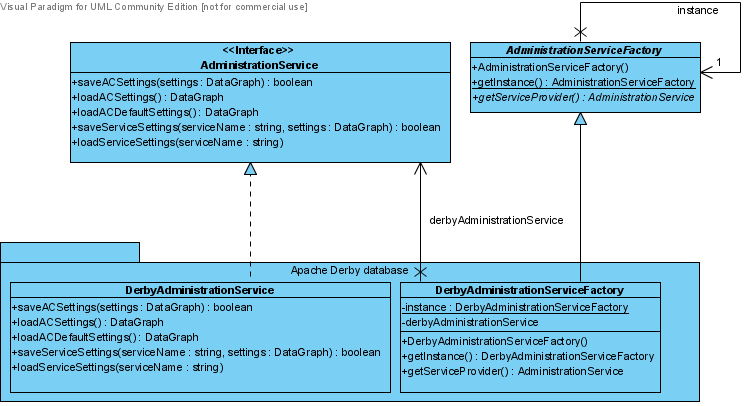 Visual Paradigm for UML Community Edition [not for commercial use]
instance
1
<<Interface>>
AdministrationService
+saveACSettings(settings : DataGraph) : boolean
+loadACSettings() : DataGraph
+loadACDefaultSettings() : DataGraph
+saveServiceSettings(serviceName : string, settings : DataGraph) : boolean
+loadServiceSettings(serviceName : string)
AdministrationServiceFactory
+AdministrationServiceFactory()
+getInstance() : AdministrationServiceFactory
+getServiceProvider() : AdministrationService
derbyAdministrationService
Apache Derby database
DerbyAdministrationService
+saveACSettings(settings : DataGraph) : boolean
+loadACSettings() : DataGraph
+loadACDefaultSettings() : DataGraph
+saveServiceSettings(serviceName : string, settings : DataGraph) : boolean
+loadServiceSettings(serviceName : string)
DerbyAdministrationServiceFactory
-instance : DerbyAdministrationServiceFactory
-derbyAdministrationService
+DerbyAdministrationServiceFactory()
+getInstance() : DerbyAdministrationServiceFactory
+getServiceProvider() : AdministrationService